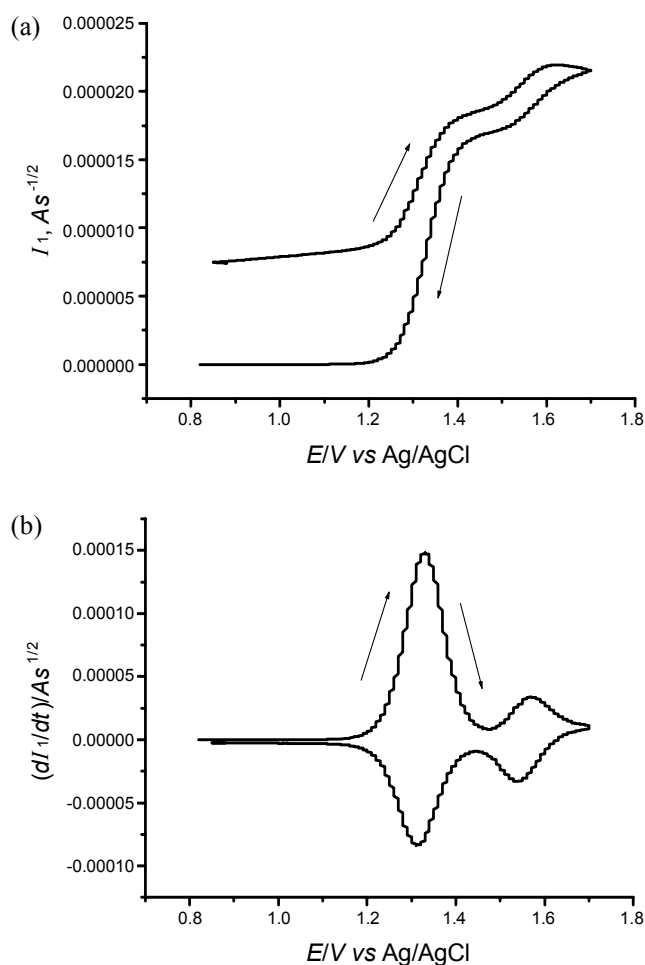 (a)
0.000025
0.000020
0.000015
0.000010
0.000005
0.000000
I1, As-1/2
0.8 1.0 1.2 1.4 1.6 1.8
E/V vs Ag/AgCl
(b)
0.00015
0.00010
0.00005
0.00000
-0.00005
-0.00010
(dI1/dt)/As1/2
0.8 1.0 1.2 1.4 1.6 1.8
E/V vs Ag/AgCl